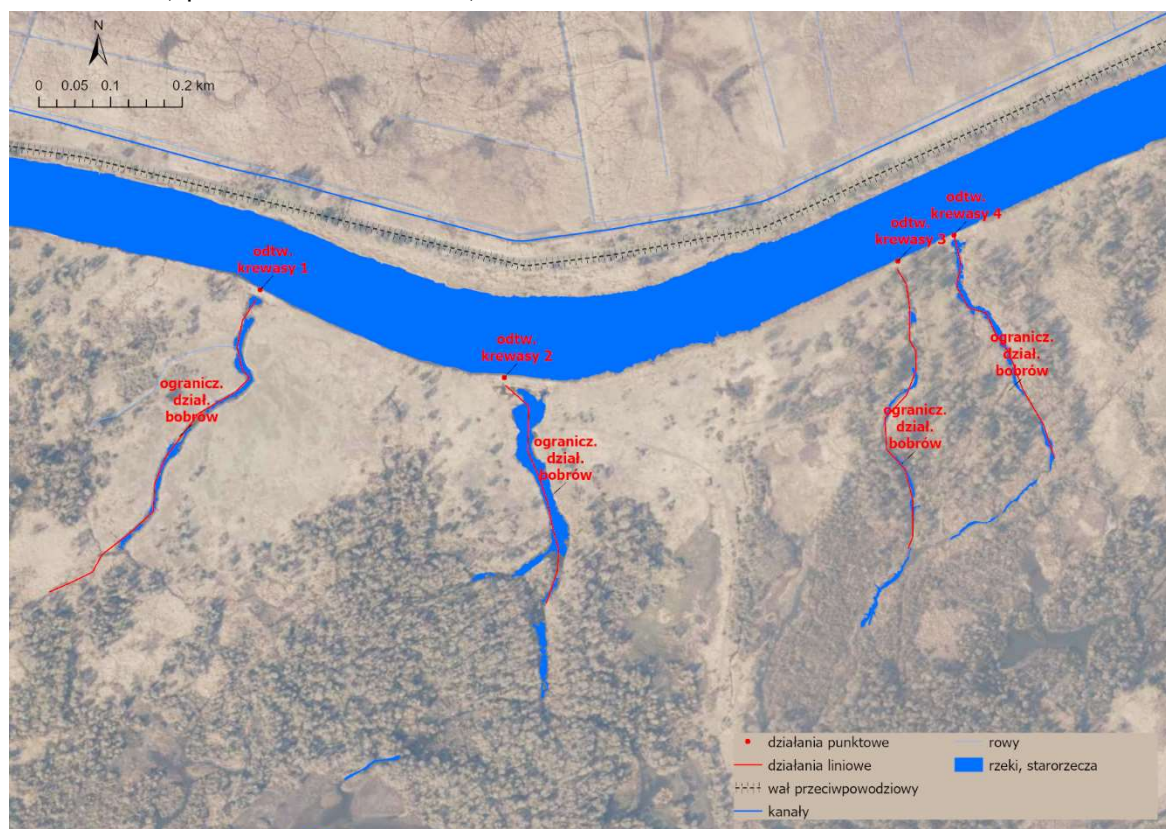 N
0 0.05 0.1 0.2 km
odtw.
krewasy 1
odtw.
krewasy 2
odtw.
krewasy 3
odtw.
krewasy 4
ogranicz.
dział.
bobrów
ogranicz.
dział.
bobrów
ogranicz.
dział.
bobrów
ogranicz.
dział.
bobrów
działania punktowe
działania liniowe
wał przeciwpowodziowy
kanały
rowy
rzeki, starorzecza